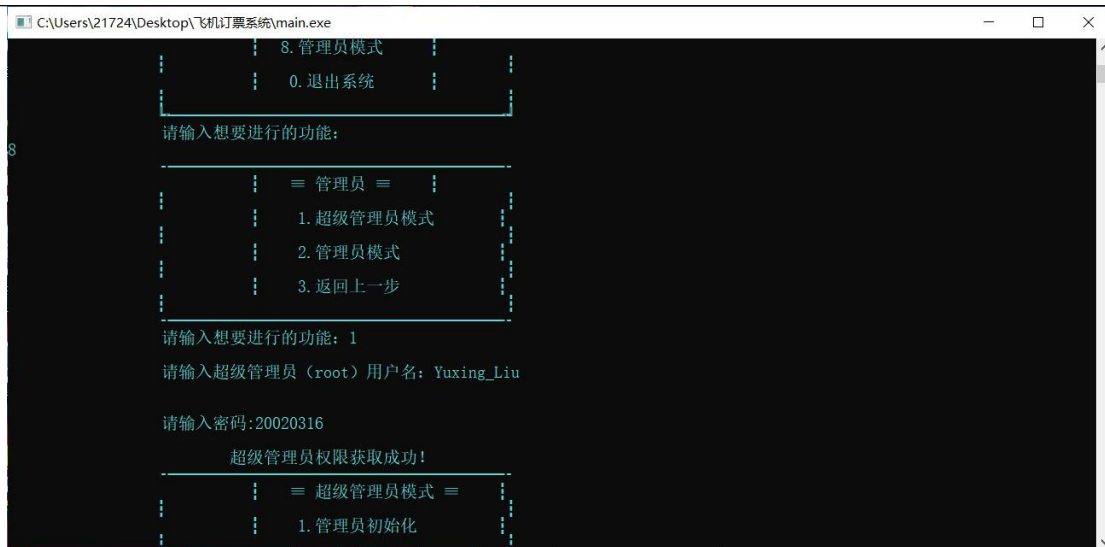 C:\Users\21724\Desktop\飞机订票系统\main.exe
8.管理员模式
0.退出系统
请输入想要进行的功能：
8
≡ 管理员 ≡
1.超级管理员模式
2.管理员模式
3.返回上一步
请输入想要进行的功能：1
请输入超级管理员（root）用户名：Yuxing_Liu
请输入密码:20020316
超级管理员权限获取成功！
≡ 超级管理员模式 ≡
1.管理员初始化